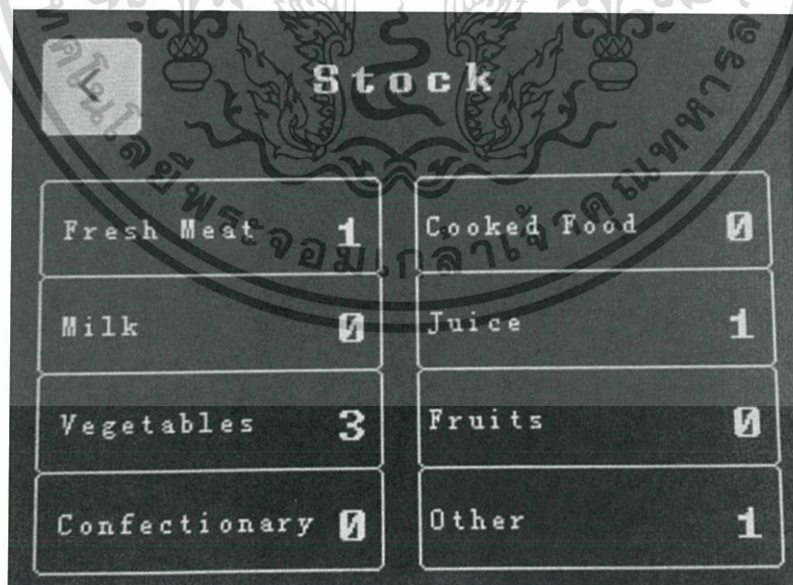 Stock
Fresh Meat 1 Cooked Food 0
Milk 0 Juice 1
Vegetables 3 Fruits 0
Confectionary 0 Other 1